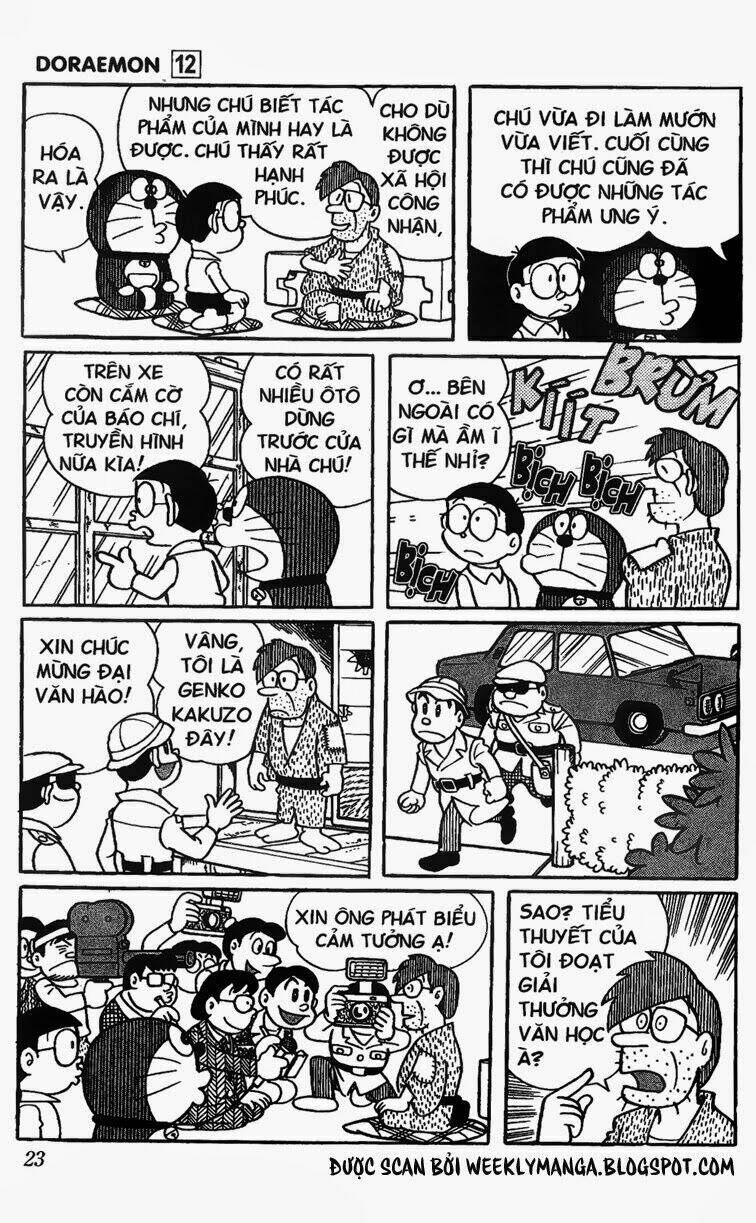 DORAEMON 12
CHÚ VỪA ĐI LÀM MƯỚN
VỪA VIẾT. CUỐI CÙNG
THÌ CHÚ CŨNG ĐÃ
CÓ ĐƯỢC NHỮNG TÁC
PHẨM ƯNG Ý.
CHO DÙ
KHÔNG
ĐƯỢC
XÃ HỘI
CÔNG
NHẬN,
NHƯNG CHÚ BIẾT TÁC
PHẨM CỦA MÌNH HAY LÀ
ĐƯỢC. CHÚ THẤY RẤT
HẠNH
PHÚC.
HÓA
RA LÀ
VẬY.
BRỪM
KÍÍT
BỊCH
BỊCH
BỊCH
Ơ... BÊN
NGOÀI CÓ
GÌ MÀ ẦM Ĩ
THẾ NHỈ?
CÓ RẤT
NHIỀU ÔTÔ
DỪNG
TRƯỚC CỬA
NHÀ CHÚ!
TRÊN XE
CÒN CẮM CỜ
CỦA BÁO CHÍ,
TRUYỀN HÌNH
NỮA KÌA!
VÂNG,
TÔI LÀ
GENKO
KAKUZO
ĐÂY!
XIN CHÚC
MỪNG ĐẠI
VĂN HÀO!
SAO? TIỂU
THUYẾT CỦA
TÔI ĐOẠT
GIẢI
THƯỞNG
VĂN HỌC
À?
XIN ÔNG PHÁT BIỂU
CẢM TƯỞNG Ạ!
23
ĐƯỢC SCAN BỞI WEEKLYMANGA.BLOGSPOT.COM